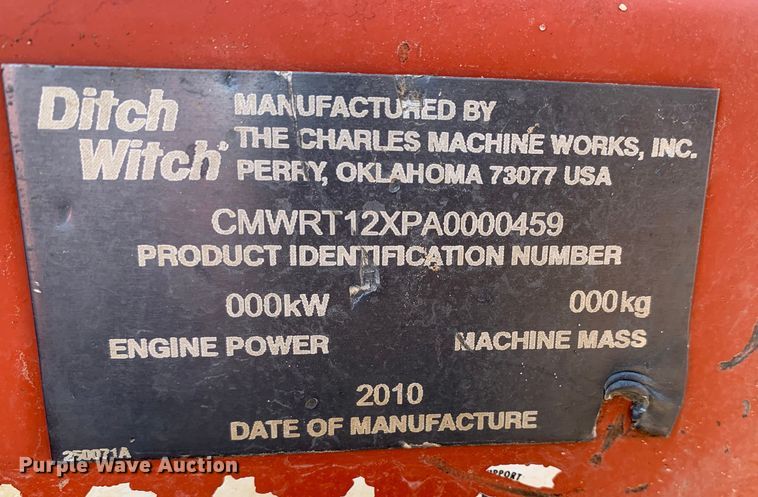 Ditch
Witch®
MANUFACTURED BY
THE CHARLES MACHINE WORKS, INC.
PERRY, OKLAHOMA 73077 USA
CMWRT12XPA0000459
PRODUCT IDENTIFICATION NUMBER
000kW
000kg
ENGINE POWER
MACHINE MASS
2010
DATE OF MANUFACTURE
250071A
Purple Wave Auction